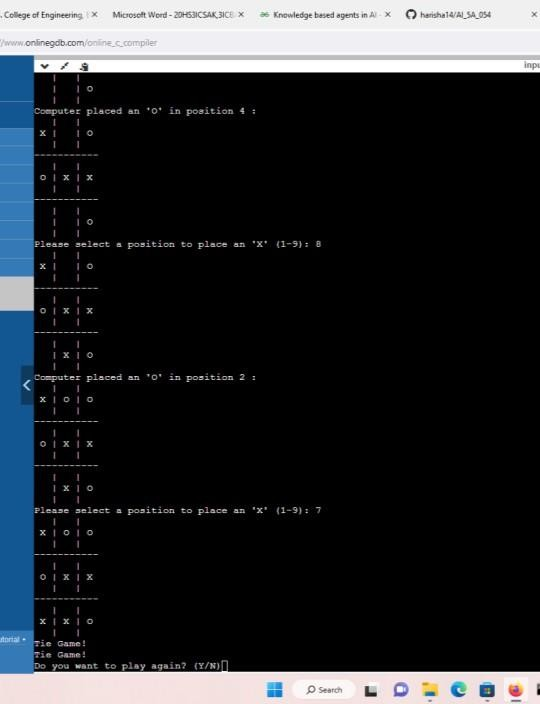 . College of Engineering,
Microsoft Word - 20HS3ICSAK,3ICB
Knowledge based agents in AI -
harisha14/AI_5A_054
//www.onlinegdb.com/online_c_compiler
inpu
| | O
| |
Computer placed an 'O' in position 4 :
| |
X | | O
| |
-----------
| |
O | X | X
| |
-----------
| |
| | O
| |
Please select a position to place an 'X' (1-9): 8
| |
X | | O
| |
-----------
| |
O | X | X
| |
-----------
| |
| X | O
| |
Computer placed an 'O' in position 2 :
| |
X | O | O
| |
-----------
| |
O | X | X
| |
-----------
| |
| X | O
| |
Please select a position to place an 'X' (1-9): 7
| |
X | O | O
| |
-----------
| |
O | X | X
| |
-----------
| |
X | X | O
| |
Tie Game!
Tie Game!
Do you want to play again? (Y/N)
utorial
Search